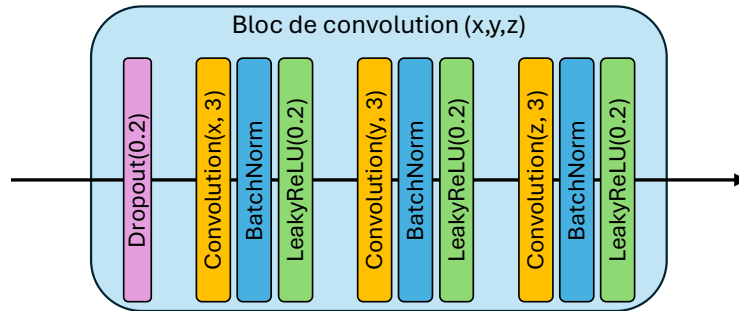 Bloc de convolution (x,y,z)
Dropout(0.2)
Convolution(x, 3)
BatchNorm
LeakyReLU(0.2)
Convolution(y, 3)
BatchNorm
LeakyReLU(0.2)
Convolution(z, 3)
BatchNorm
LeakyReLU(0.2)